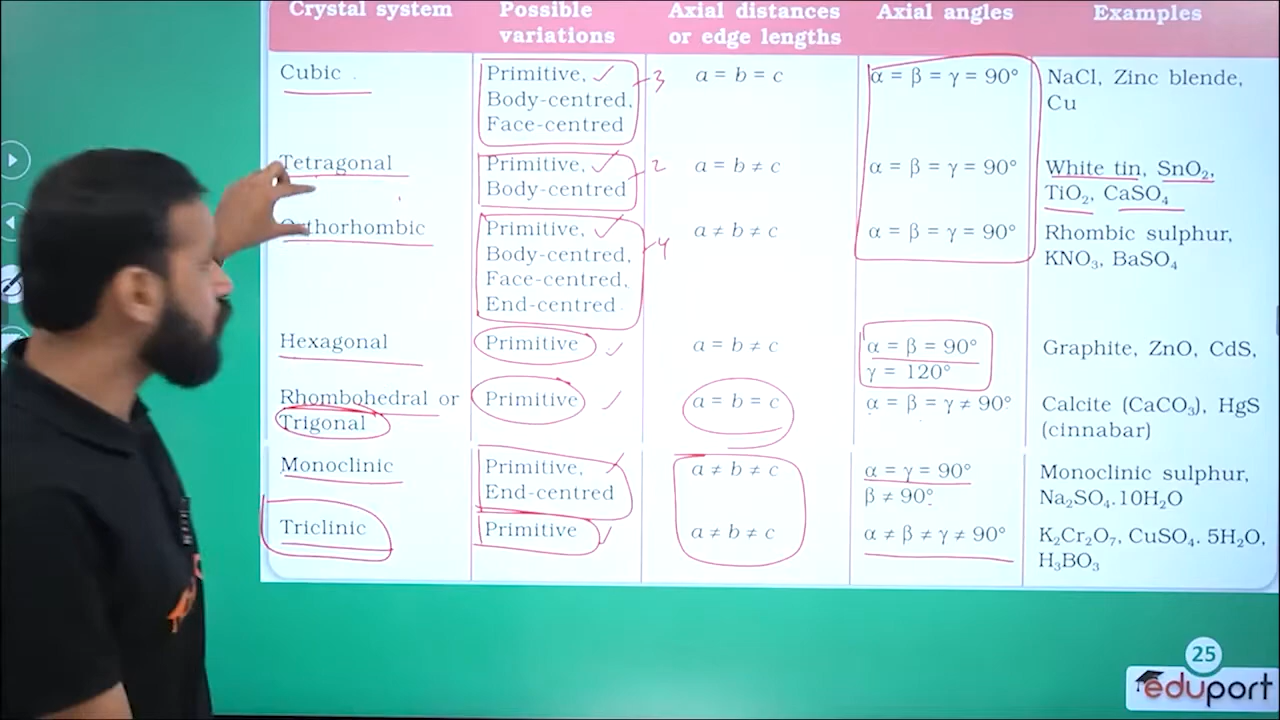 Crystal system Possible variations Axial distances or edge lengths Axial angles Examples
Cubic Primitive, Body-centred, Face-centred 3 a = b = c α = β = γ = 90° NaCl, Zinc blende, Cu
Tetragonal Primitive, Body-centred 2 a = b ≠ c α = β = γ = 90° White tin, SnO₂, TiO₂, CaSO₄
Orthorhombic Primitive, Body-centred, Face-centred, End-centred 4 a ≠ b ≠ c α = β = γ = 90° Rhombic sulphur, KNO₃, BaSO₄
Hexagonal Primitive a = b ≠ c α = β = 90° γ = 120° Graphite, ZnO, CdS,
Rhombohedral or Trigonal Primitive a = b = c α = β = γ ≠ 90° Calcite (CaCO₃), HgS (cinnabar)
Monoclinic Primitive, End-centred a ≠ b ≠ c α = γ = 90° β ≠ 90° Monoclinic sulphur, Na₂SO₄.10H₂O
Triclinic Primitive a ≠ b ≠ c α ≠ β ≠ γ ≠ 90° K₂Cr₂O₇, CuSO₄. 5H₂O, H₃BO₃
25
eduport